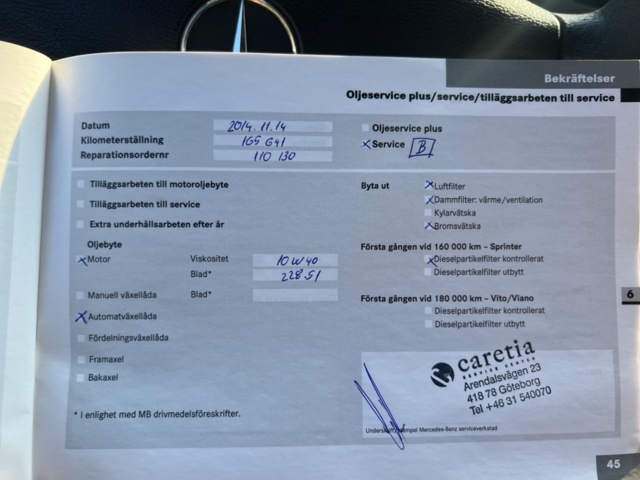 Bekräftelser
Oljeservice plus/service/tilläggsarbeten till service
Datum 2014.11.14
Kilometerställning 165 641
Reparationsordernr 110 130
Oljeservice plus
Service B
Tilläggsarbeten till motoroljebyte
Tilläggsarbeten till service
Extra underhållsarbeten efter år
Oljebyte
Motor Viskositet 10W40
Blad* 228.51
Manuell växellåda Blad*
Automatväxellåda
Fördelningsväxellåda
Framaxel
Bakaxel
* I enlighet med MB drivmedelsföreskrifter.
Byta ut Luftfilter
Dammfilter: värme/ventilation
Kylarvätska
Bromsvätska
Första gången vid 160 000 km – Sprinter
Dieselpartikelfilter kontrollerat
Dieselpartikelfilter utbytt
Första gången vid 180 000 km – Vito/Viano
Dieselpartikelfilter kontrollerat
Dieselpartikelfilter utbytt
caretia
SERVICE CENTER
Arendalsvägen 23
418 78 Göteborg
Tel +46 31 540070
Mercedes-Benz serviceverkstad
6
45